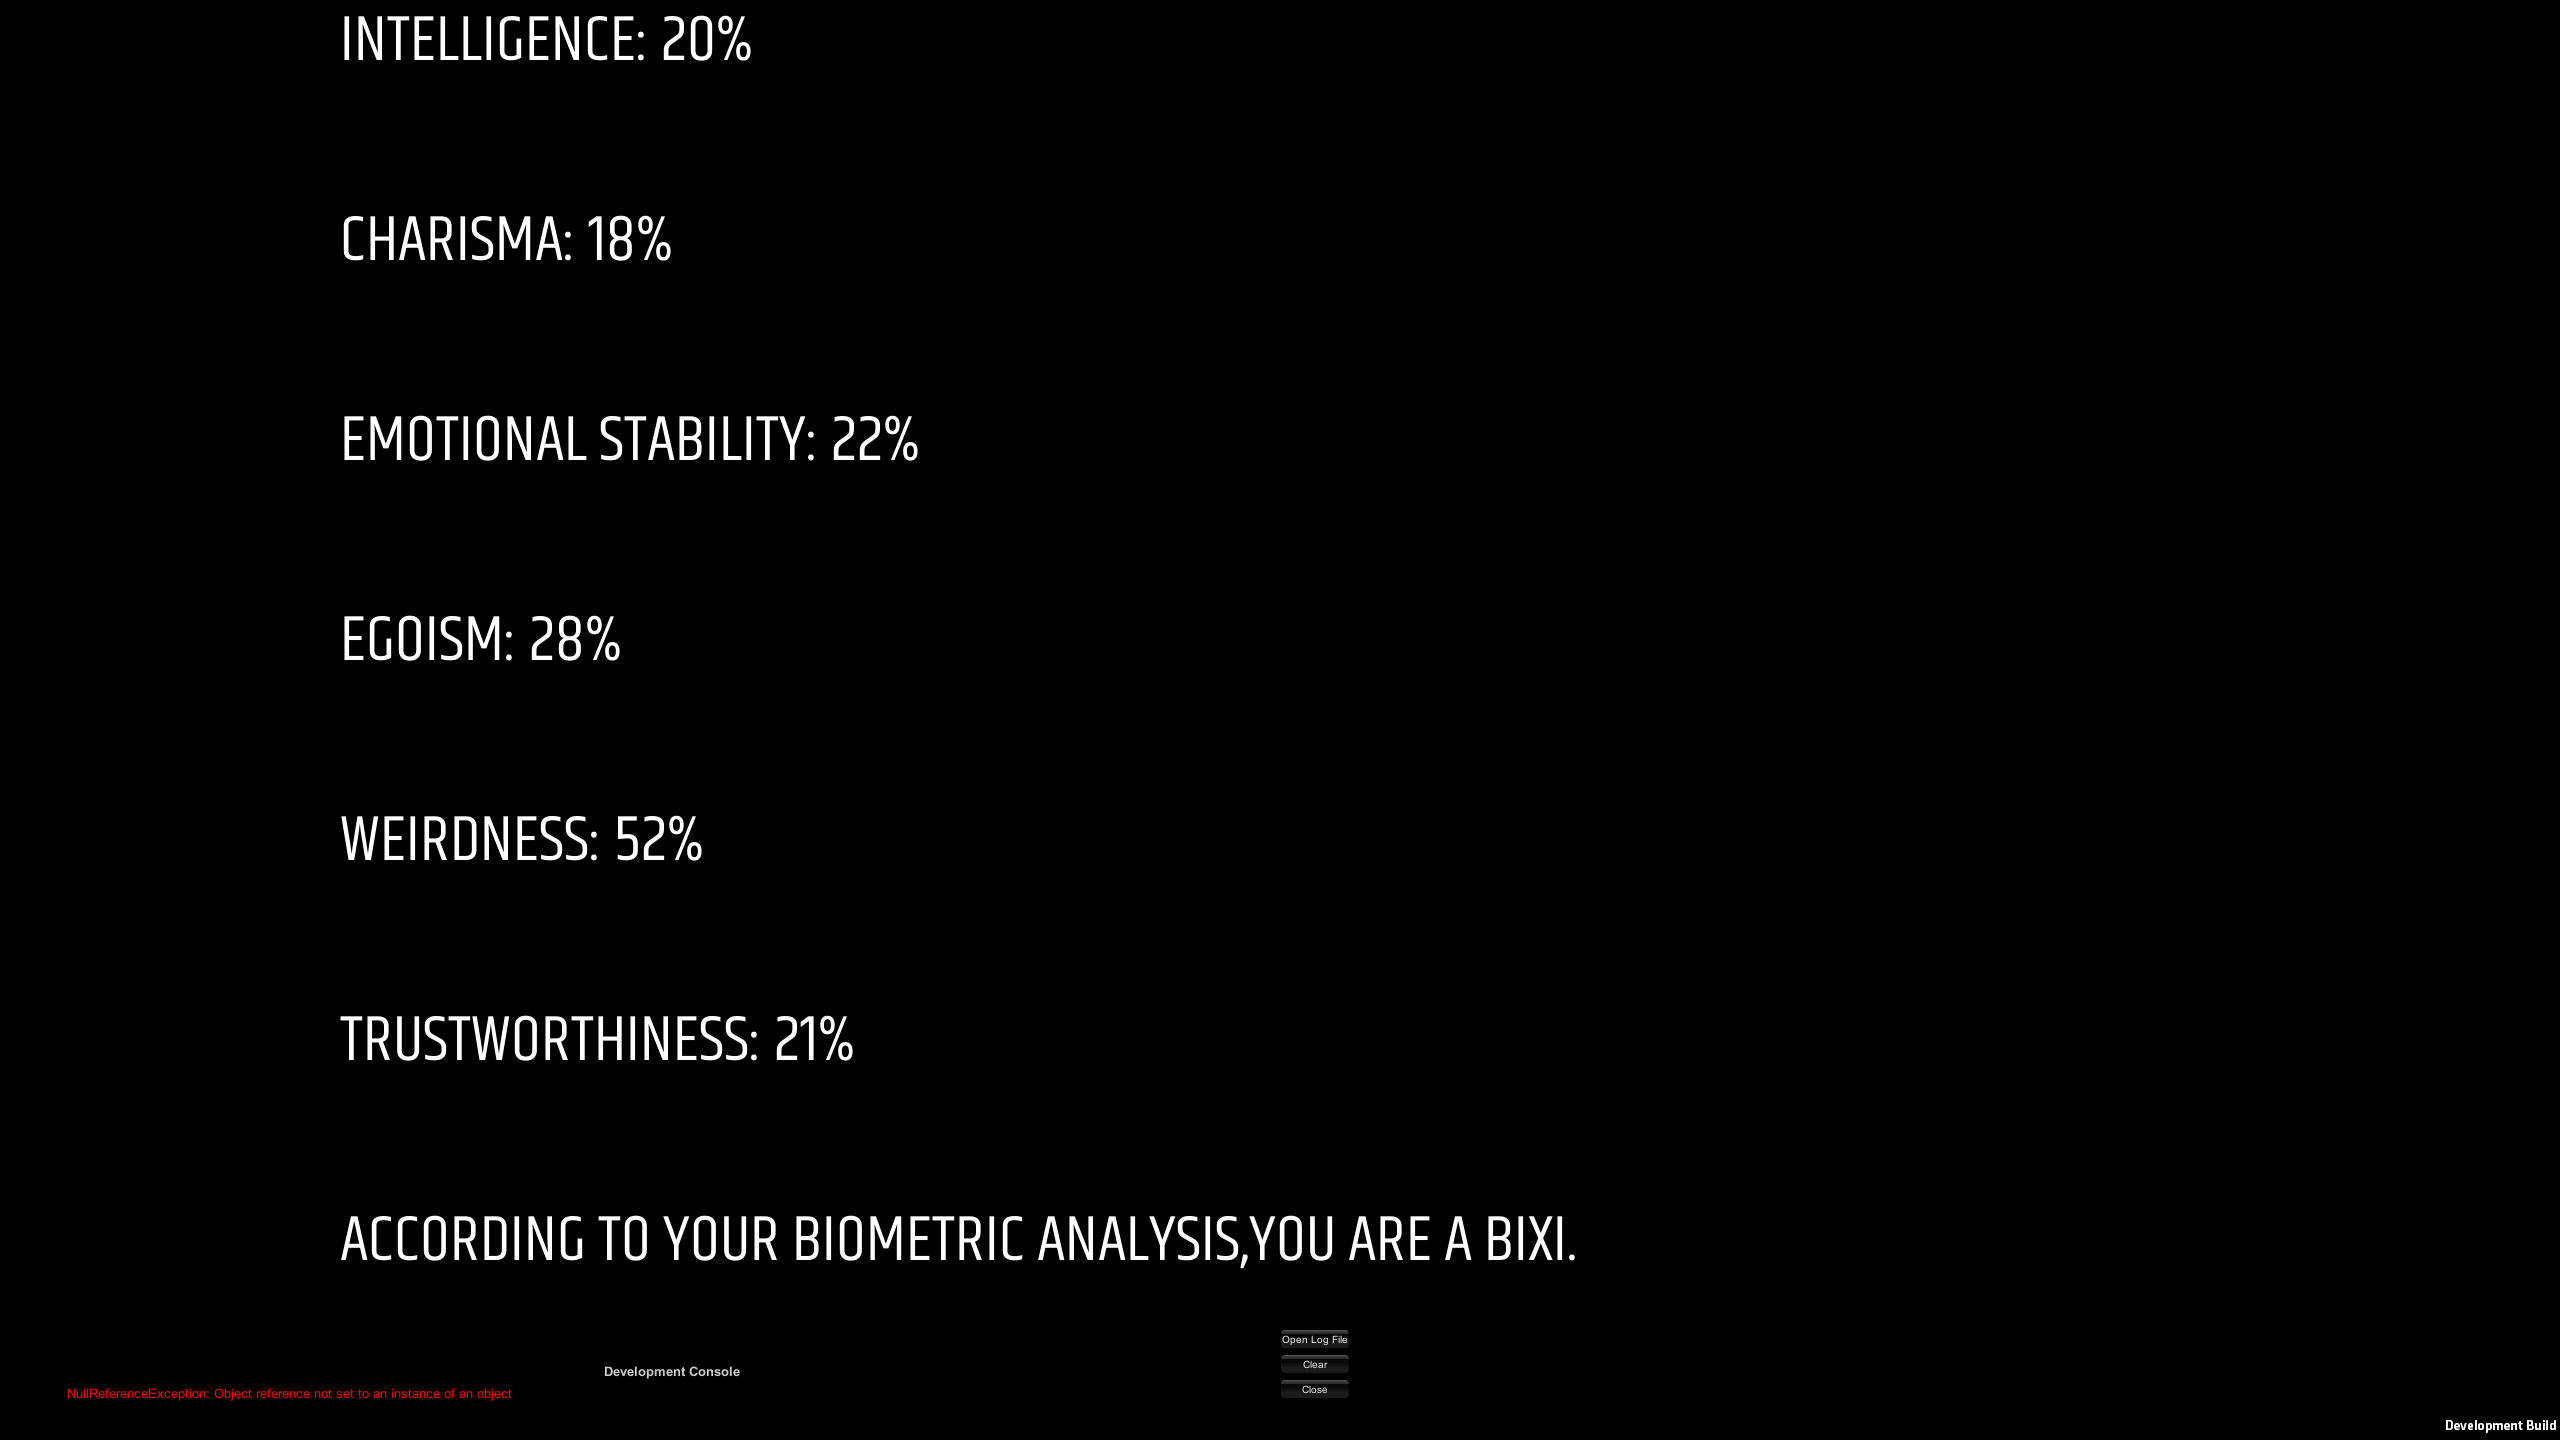 INTELLIGENCE: 20%
CHARISMA: 18%
EMOTIONAL STABILITY: 22%
EGOISM: 28%
WEIRDNESS: 52%
TRUSTWORTHINESS: 21%
ACCORDING TO YOUR BIOMETRIC ANALYSIS,YOU ARE A BIXI.
Open Log File
Development Console
Clear
Close
NullReferenceException: Object reference not set to an instance of an object
Development Build